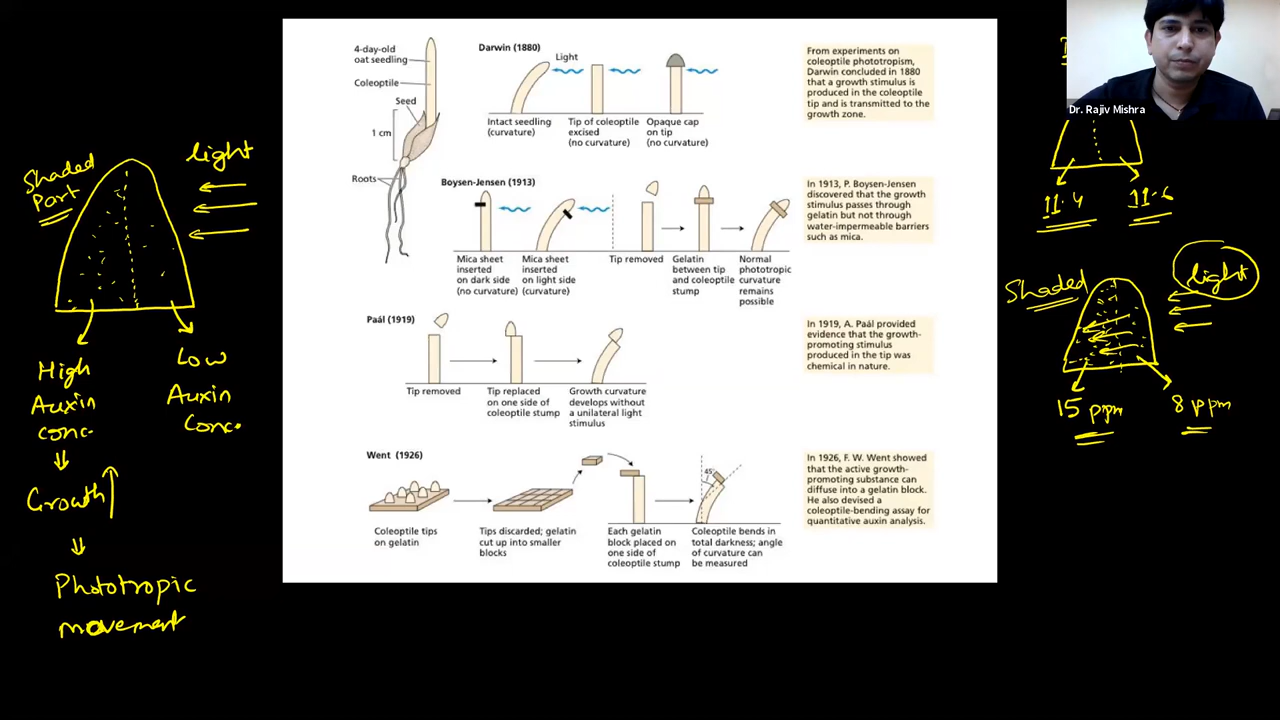 4-day-old
oat seedling
Coleoptile
Seed
1 cm
Roots
Darwin (1880)
Light
Intact seedling
(curvature)
Tip of coleoptile
excised
(no curvature)
Opaque cap
on tip
(no curvature)
From experiments on
coleoptile phototropism,
Darwin concluded in 1880
that a growth stimulus is
produced in the coleoptile
tip and is transmitted to the
growth zone.
Boysen-Jensen (1913)
Mica sheet
inserted
on dark side
(no curvature)
Mica sheet
inserted
on light side
(curvature)
Tip removed
Gelatin
between tip
and coleoptile
stump
Normal
phototropic
curvature
remains
possible
In 1913, P. Boysen-Jensen
discovered that the growth
stimulus passes through
gelatin but not through
water-impermeable barriers
such as mica.
Paál (1919)
Tip removed
Tip replaced
on one side of
coleoptile stump
Growth curvature
develops without
a unilateral light
stimulus
In 1919, A. Paál provided
evidence that the growth-
promoting stimulus
produced in the tip was
chemical in nature.
Went (1926)
45°
Coleoptile tips
on gelatin
Tips discarded; gelatin
cut up into smaller
blocks
Each gelatin
block placed on
one side of
coleoptile stump
Coleoptile bends in
total darkness; angle
of curvature can
be measured
In 1926, F. W. Went showed
that the active growth-
promoting substance can
diffuse into a gelatin block.
He also devised a
coleoptile-bending assay for
quantitative auxin analysis.
Shaded
Part
light
High
Auxin
conc.
Low
Auxin
Conc.
Growth
Phototropic
movement
Dr. Rajiv Mishra
11.4
11.6
Shaded
light
15 ppm
8 ppm